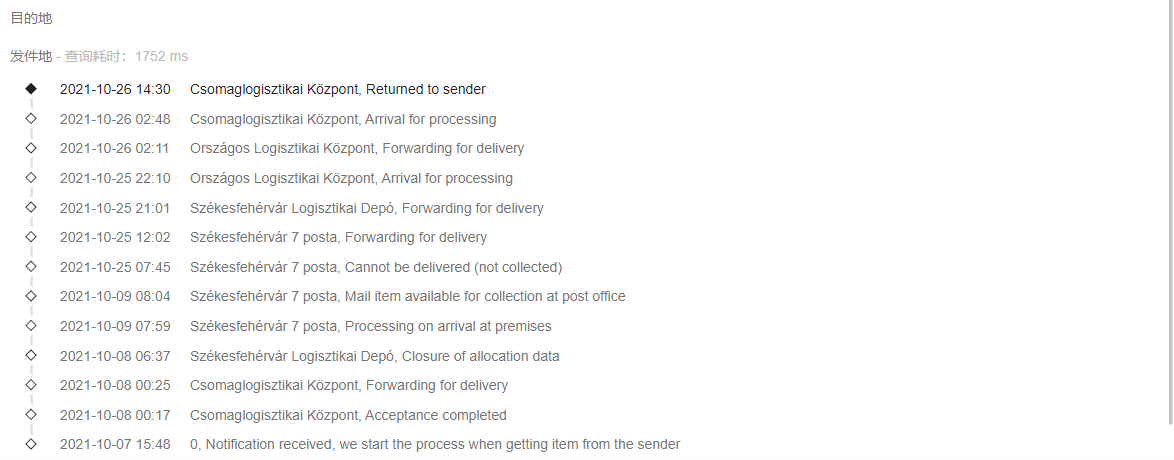 目的地
发件地 - 查询耗时：1752 ms
2021-10-26 14:30 Csomaglogisztikai Központ, Returned to sender
2021-10-26 02:48 Csomaglogisztikai Központ, Arrival for processing
2021-10-26 02:11 Országos Logisztikai Központ, Forwarding for delivery
2021-10-25 22:10 Országos Logisztikai Központ, Arrival for processing
2021-10-25 21:01 Székesfehérvár Logisztikai Depó, Forwarding for delivery
2021-10-25 12:02 Székesfehérvár 7 posta, Forwarding for delivery
2021-10-25 07:45 Székesfehérvár 7 posta, Cannot be delivered (not collected)
2021-10-09 08:04 Székesfehérvár 7 posta, Mail item available for collection at post office
2021-10-09 07:59 Székesfehérvár 7 posta, Processing on arrival at premises
2021-10-08 06:37 Székesfehérvár Logisztikai Depó, Closure of allocation data
2021-10-08 00:25 Csomaglogisztikai Központ, Forwarding for delivery
2021-10-08 00:17 Csomaglogisztikai Központ, Acceptance completed
2021-10-07 15:48 0, Notification received, we start the process when getting item from the sender